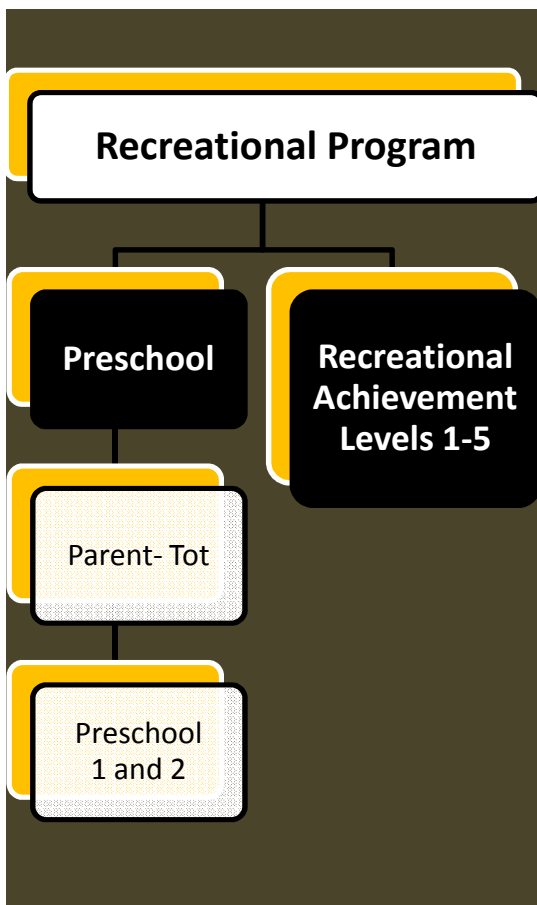 Recreational Program
Preschool
Recreational
Achievement
Levels 1-5
Parent- Tot
Preschool
1 and 2